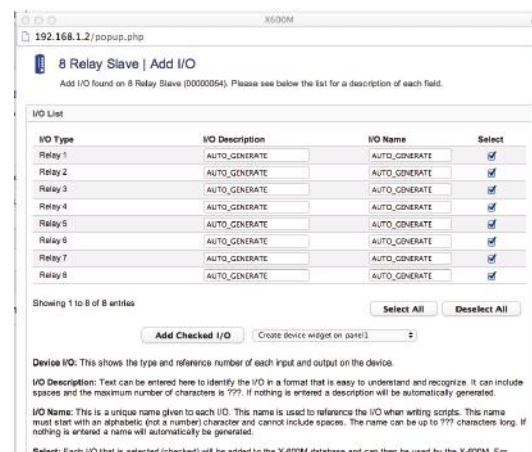 X600M
192.168.1.2/popup.php
8 Relay Slave | Add I/O
Add I/O found on 8 Relay Slave (00000064). Please see below the list for a description of each field.
I/O List
I/O Type I/O Description I/O Name Select
Relay 1 AUTO_GENERATE AUTO_GENERATE
Relay 2 AUTO_GENERATE AUTO_GENERATE
Relay 3 AUTO_GENERATE AUTO_GENERATE
Relay 4 AUTO_GENERATE AUTO_GENERATE
Relay 5 AUTO_GENERATE AUTO_GENERATE
Relay 6 AUTO_GENERATE AUTO_GENERATE
Relay 7 AUTO_GENERATE AUTO_GENERATE
Relay 8 AUTO_GENERATE AUTO_GENERATE
Showing 1 to 8 of 8 entries
Select All Deselect All
Add Checked I/O Create device widget on panel1
Device I/O: This shows the type and reference number of each input and output on the device.
I/O Description: Text can be entered here to identify the I/O in a format that is easy to understand and recognize. It can include
spaces and the maximum number of characters is ???. If nothing is entered a description will be automatically generated.
I/O Name: This is a unique name given to each I/O. This name is used to reference the I/O when writing scripts. This name
must start with an alphabetic (not a number) character and cannot include spaces. The name can be up to ??? characters long. If
nothing is entered a name will automatically be generated.
Select: Each I/O that is selected (checked) will be added to the X-600M database and can then be used by the X-600M. For